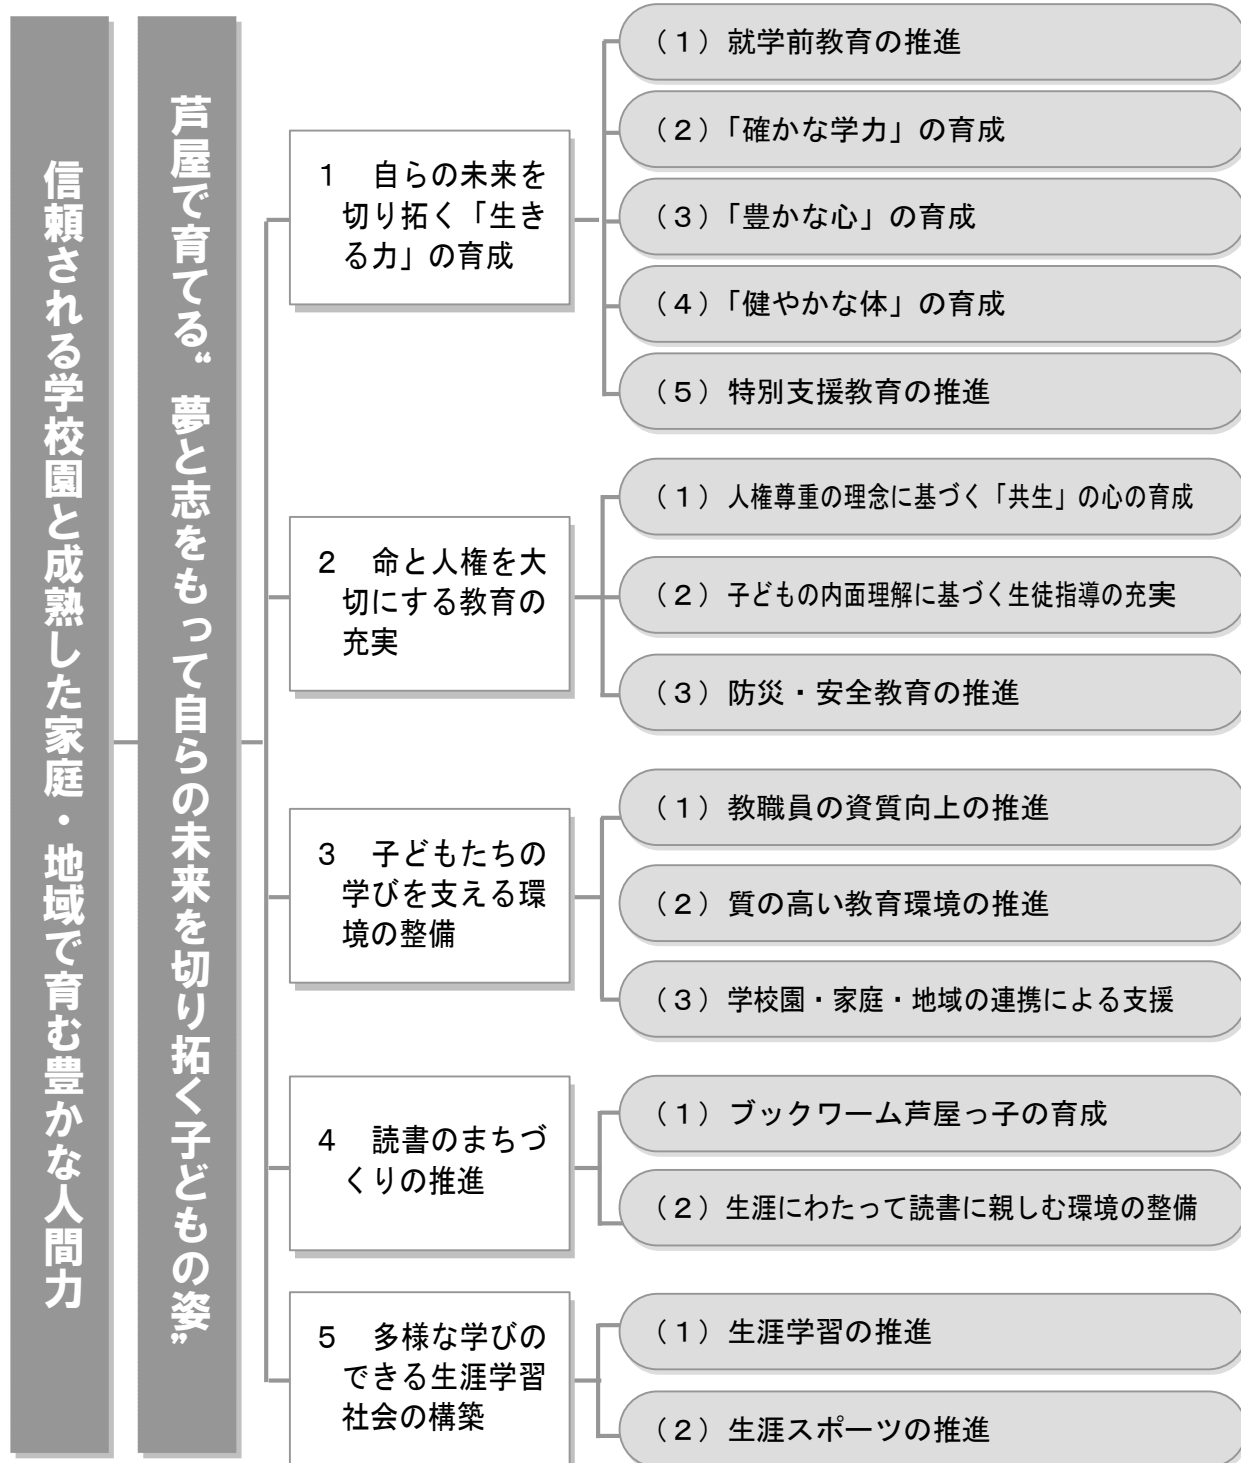 信頼される学校園と成熟した家庭・地域で育む豊かな人間力
芦屋で育てる“夢と志をもって自らの未来を切り拓く子どもの姿”
1　自らの未来を
切り拓く「生き
る力」の育成
（1）就学前教育の推進
（2）「確かな学力」の育成
（3）「豊かな心」の育成
（4）「健やかな体」の育成
（5）特別支援教育の推進
2　命と人権を大
切にする教育の
充実
（1）人権尊重の理念に基づく「共生」の心の育成
（2）子どもの内面理解に基づく生徒指導の充実
（3）防災・安全教育の推進
3　子どもたちの
学びを支える環
境の整備
（1）教職員の資質向上の推進
（2）質の高い教育環境の推進
（3）学校園・家庭・地域の連携による支援
4　読書のまちづ
くりの推進
（1）ブックワーム芦屋っ子の育成
（2）生涯にわたって読書に親しむ環境の整備
5　多様な学びの
できる生涯学習
社会の構築
（1）生涯学習の推進
（2）生涯スポーツの推進